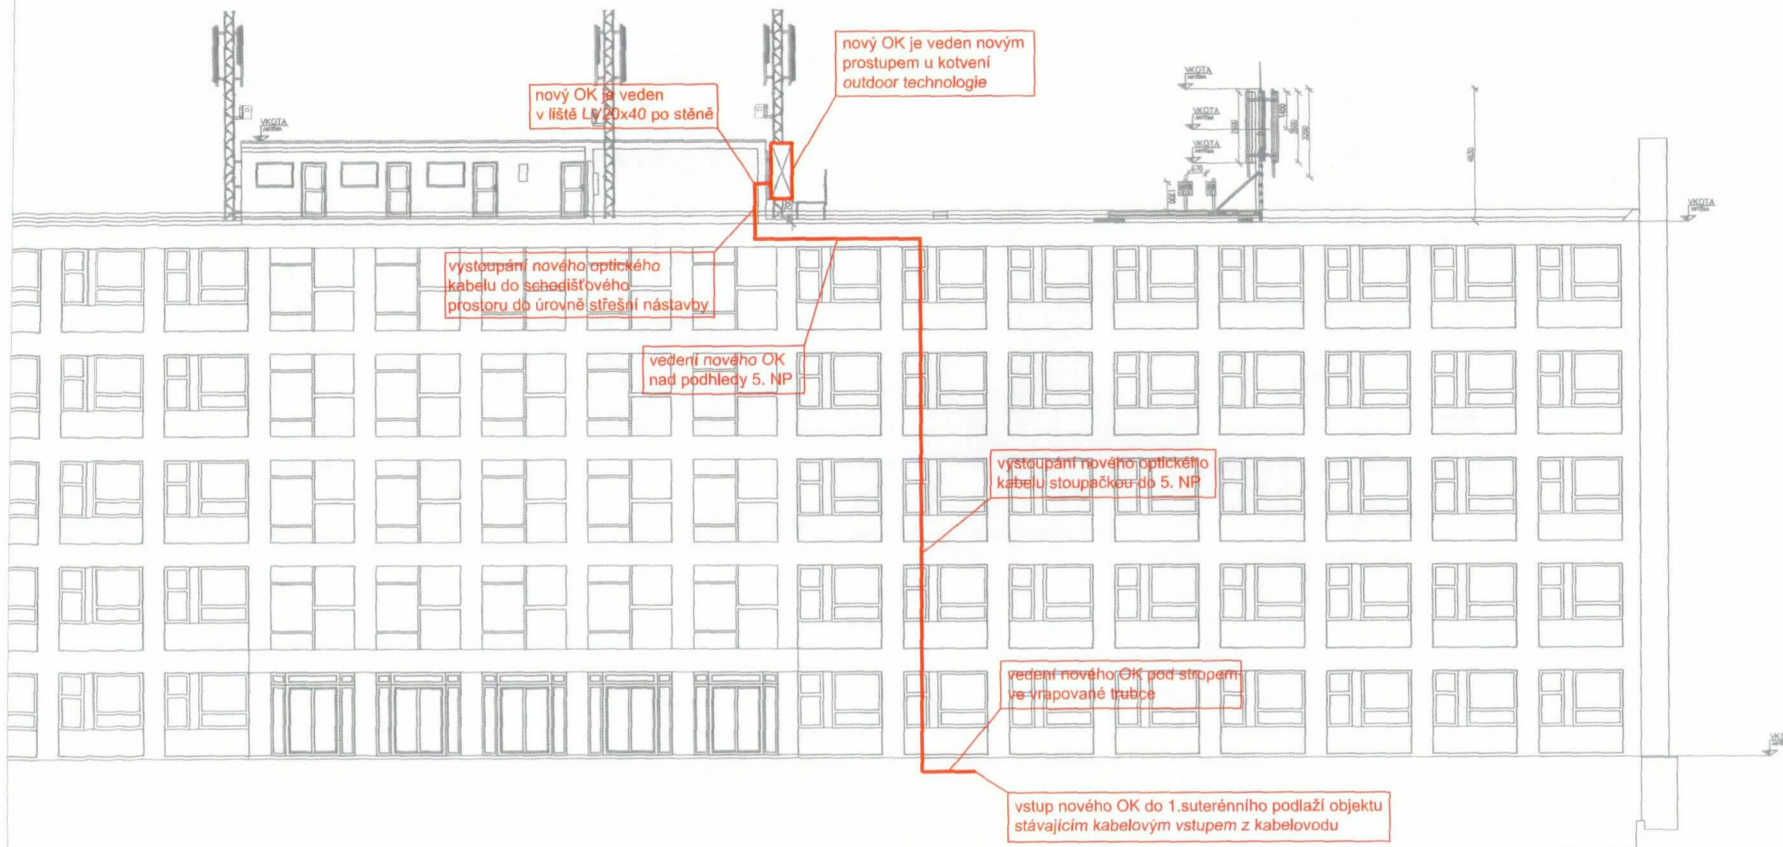 nový OK je veden novým
prostupem u kotvení
outdoor technologie
nový OK je veden
v liště LV20x40 po stěně
VKOTA
VKOTA
VKOTA
VKOTA
VKOTA
vystoupání nového optického
kabelu do schodišťového
prostoru do úrovně střešní nástavby
vedení nového OK
nad podhledy 5. NP
vystoupání nového optického
kabelu stoupačkou do 5. NP
vedení nového OK pod stropem
ve vrapované trubce
vstup nového OK do 1.suterénního podlaží objektu
stávajícím kabelovým vstupem z kabelovodu